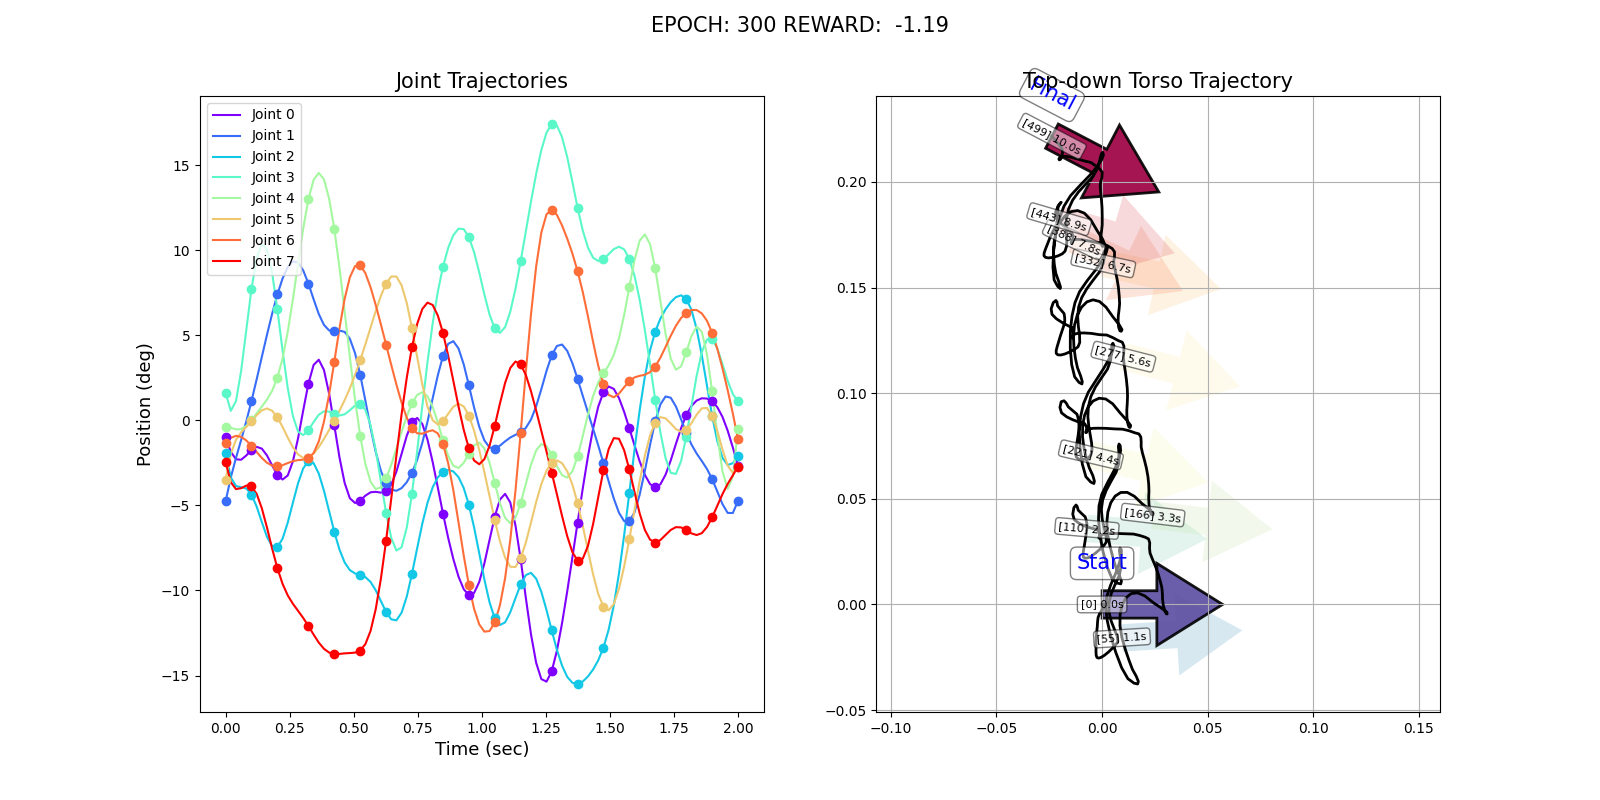 EPOCH: 300 REWARD:  -1.19
Joint Trajectories
Joint 0
Joint 1
Joint 2
Joint 3
Joint 4
Joint 5
Joint 6
Joint 7
Position (deg)
15
10
5
0
−5
−10
−15
0.00
0.25
0.50
0.75
1.00
1.25
1.50
1.75
2.00
Time (sec)
Top-down Torso Trajectory
Final
[499] 10.0s
[443] 8.9s
[388] 7.8s
[332] 6.7s
[277] 5.6s
[221] 4.4s
[166] 3.3s
[110] 2.2s
Start
[0] 0.0s
[55] 1.1s
0.20
0.15
0.10
0.05
0.00
−0.05
−0.10
−0.05
0.00
0.05
0.10
0.15